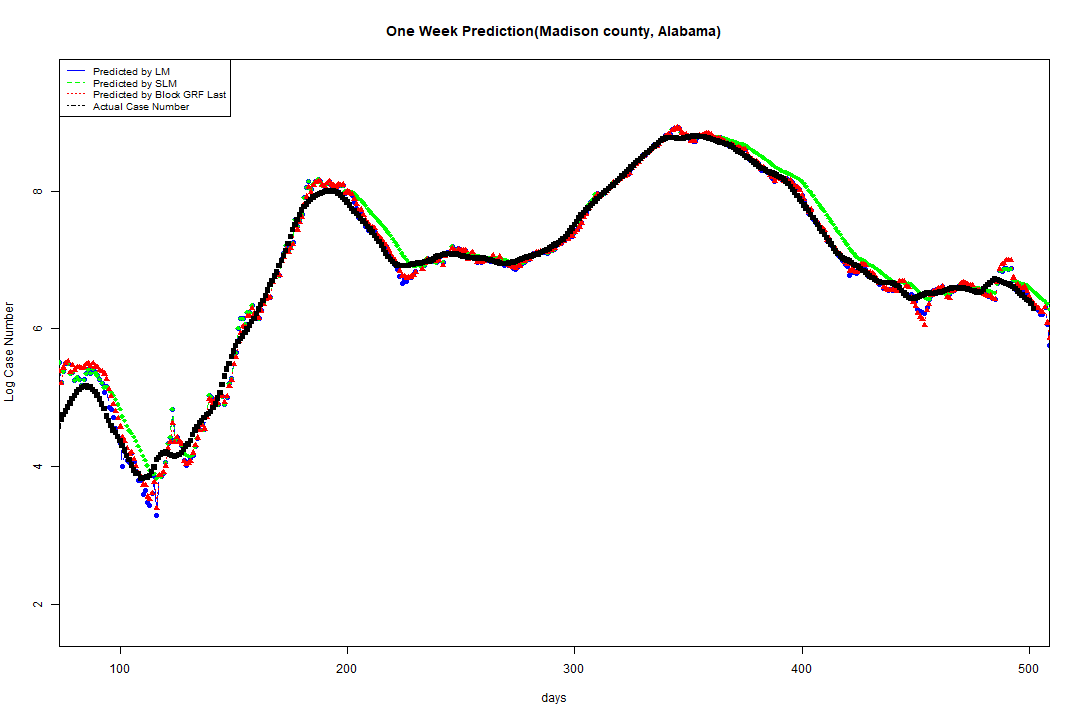 One Week Prediction(Madison county, Alabama)
Predicted by LM
Predicted by SLM
Predicted by Block GRF Last
Actual Case Number
Log Case Number
8
6
4
2
100 200 300 400 500
days